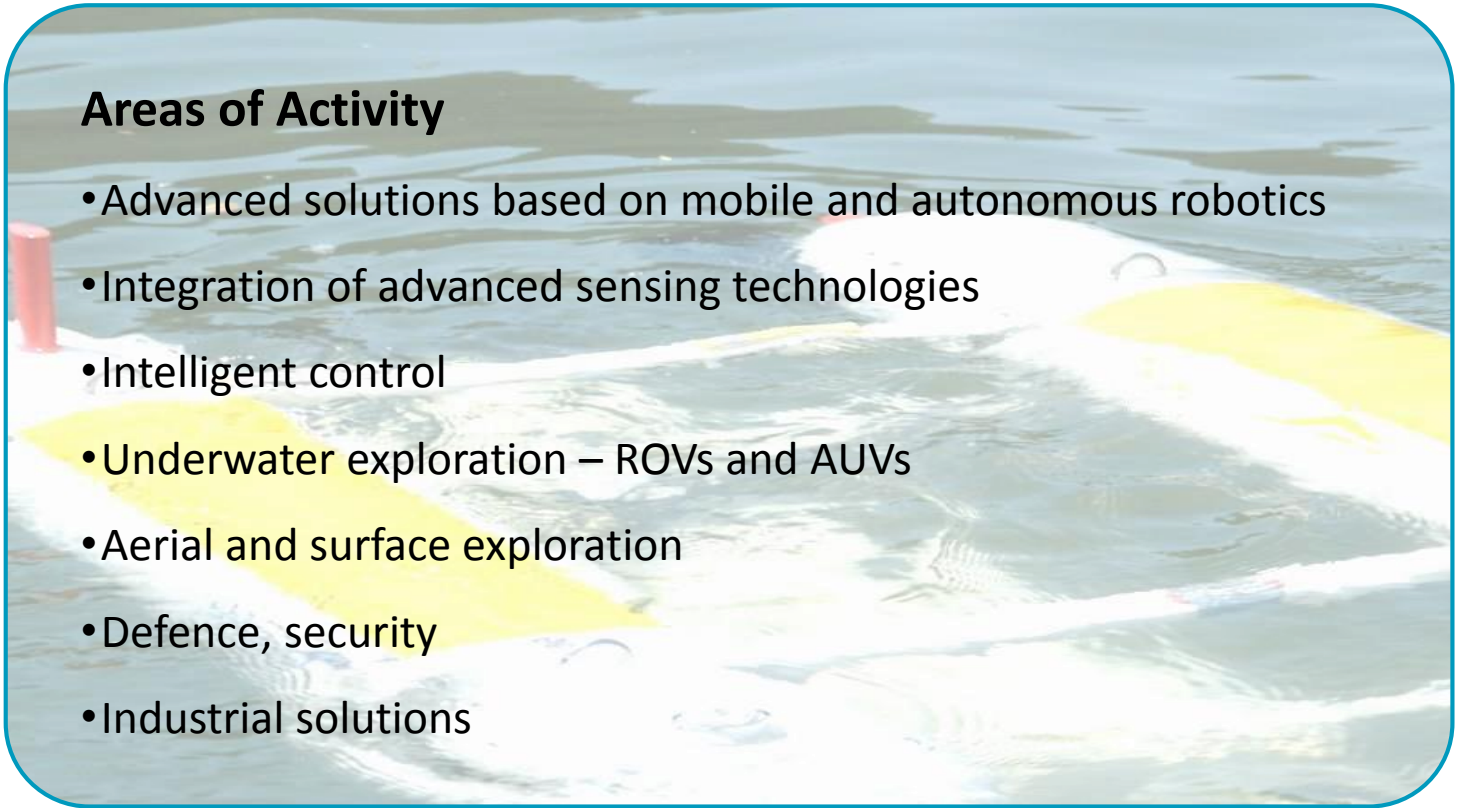 Areas of Activity
•Advanced solutions based on mobile and autonomous robotics
•Integration of advanced sensing technologies
•Intelligent control
•Underwater exploration – ROVs and AUVs
•Aerial and surface exploration
•Defence, security
•Industrial solutions